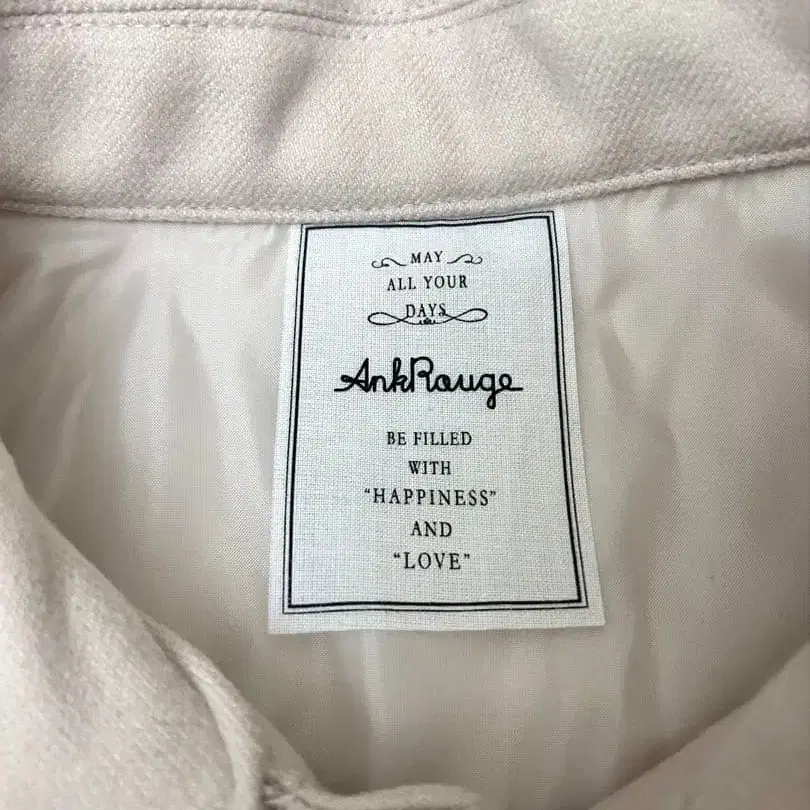 MAY
ALL YOUR
DAYS
AnkRouge
BE FILLED
WITH
“HAPPINESS”
AND
“LOVE”